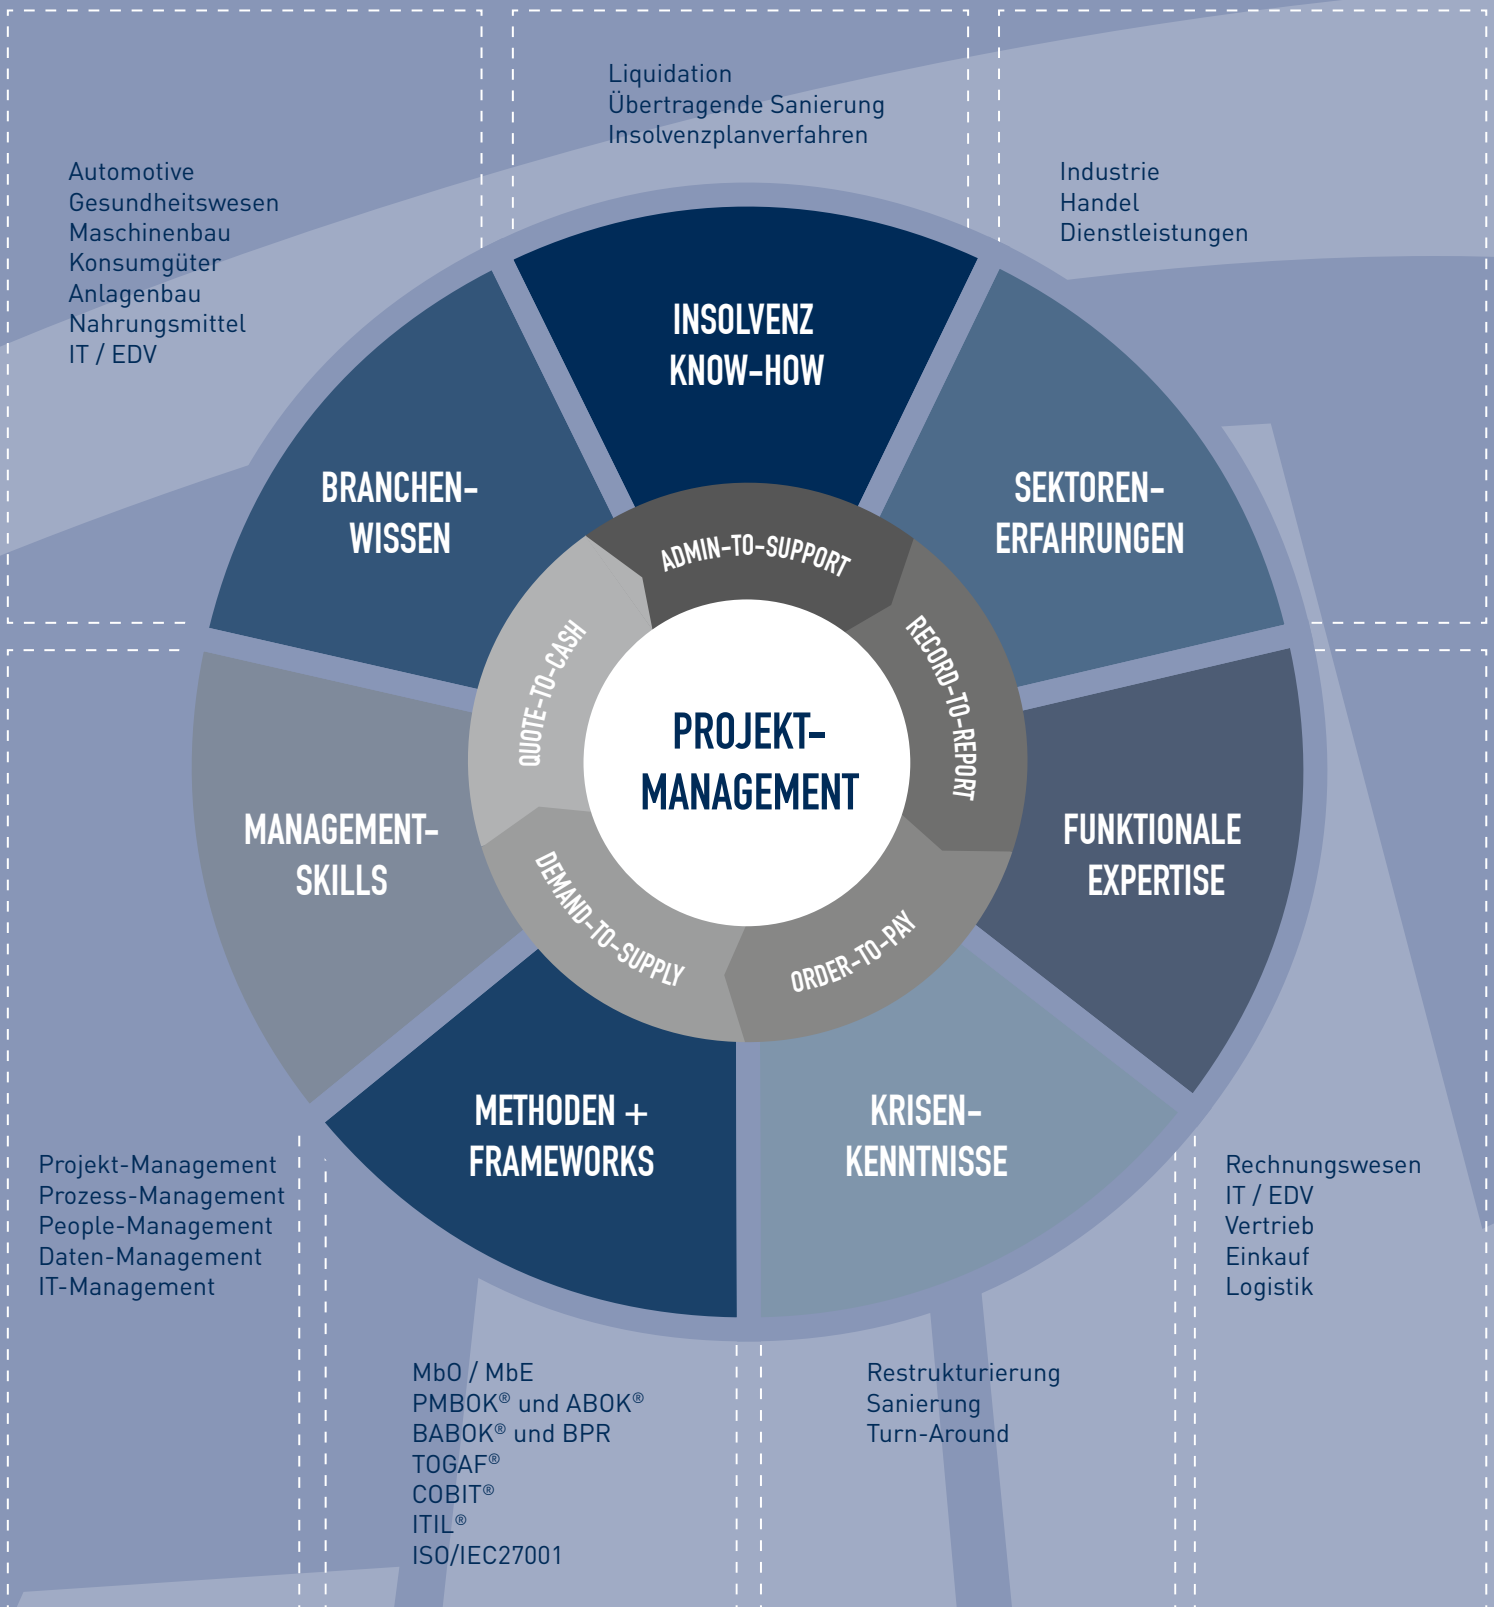 Liquidation
Übertragende Sanierung
Insolvenzplanverfahren
Automotive
Gesundheitswesen
Maschinenbau
Konsumgüter
Anlagenbau
Nahrungsmittel
IT / EDV
Industrie
Handel
Dienstleistungen
INSOLVENZ
KNOW-HOW
BRANCHEN-
WISSEN
SEKTOREN-
ERFAHRUNGEN
ADMIN-TO-SUPPORT
QUOTE-TO-CASH
RECORD-TO-REPORT
PROJEKT-
MANAGEMENT
MANAGEMENT-
SKILLS
FUNKTIONALE
EXPERTISE
DEMAND-TO-SUPPLY
ORDER-TO-PAY
METHODEN +
FRAMEWORKS
KRISEN-
KENNTNISSE
Projekt-Management
Prozess-Management
People-Management
Daten-Management
IT-Management
Rechnungswesen
IT / EDV
Vertrieb
Einkauf
Logistik
MbO / MbE
PMBOK® und ABOK®
BABOK® und BPR
TOGAF®
COBIT®
ITIL®
ISO/IEC27001
Restrukturierung
Sanierung
Turn-Around